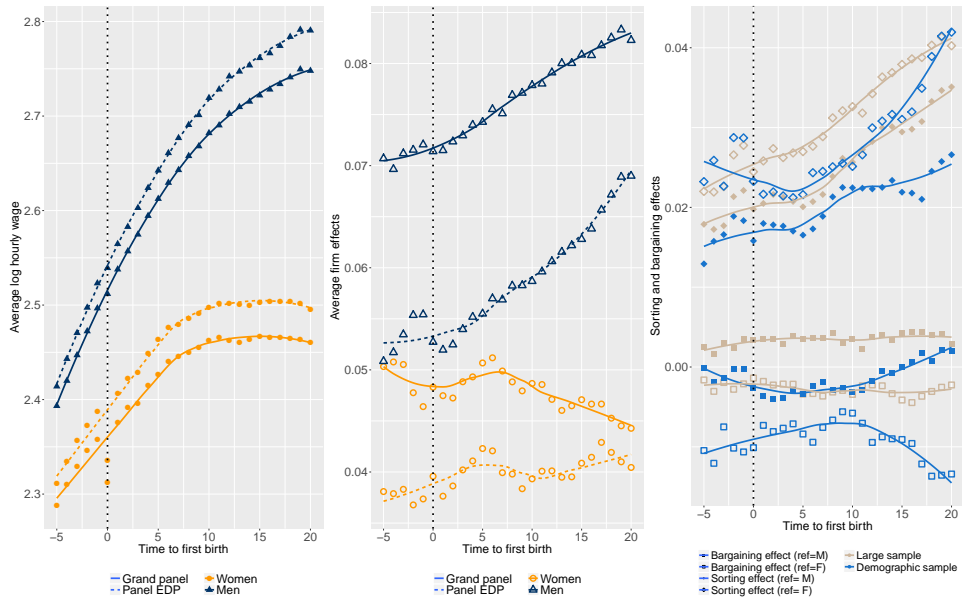 2.8
2.7
2.6
2.5
2.4
2.3
Average log hourly wage
−5 0 5 10 15 20
Time to first birth
Grand panel Women
Panel EDP Men
0.08
0.07
0.06
0.05
0.04
Average firm effects
−5 0 5 10 15 20
Time to first birth
Grand panel Women
Panel EDP Men
0.04
0.02
0.00
Sorting and bargaining effects
−5 0 5 10 15 20
Time to first birth
Bargaining effect (ref=M) Large sample
Bargaining effect (ref=F) Demographic sample
Sorting effect (ref= M)
Sorting effect (ref= F)